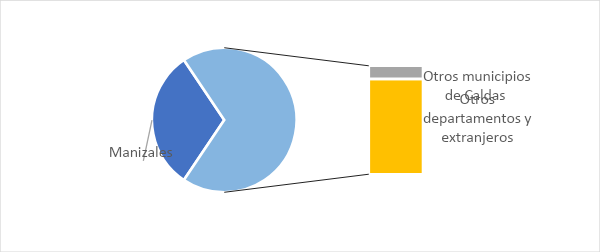 Otros municipios
de Caldas
Otros
departamentos y
extranjeros
Manizales